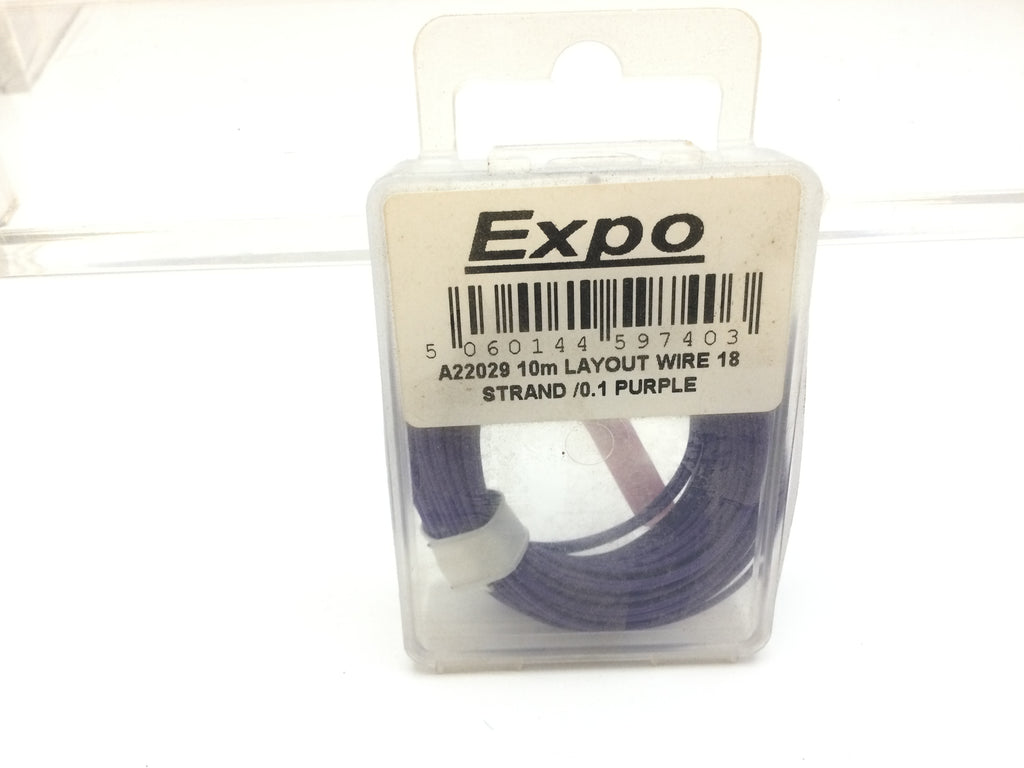 Expo
5 060144 597403
A22029 10m LAYOUT WIRE 18
STRAND /0.1 PURPLE